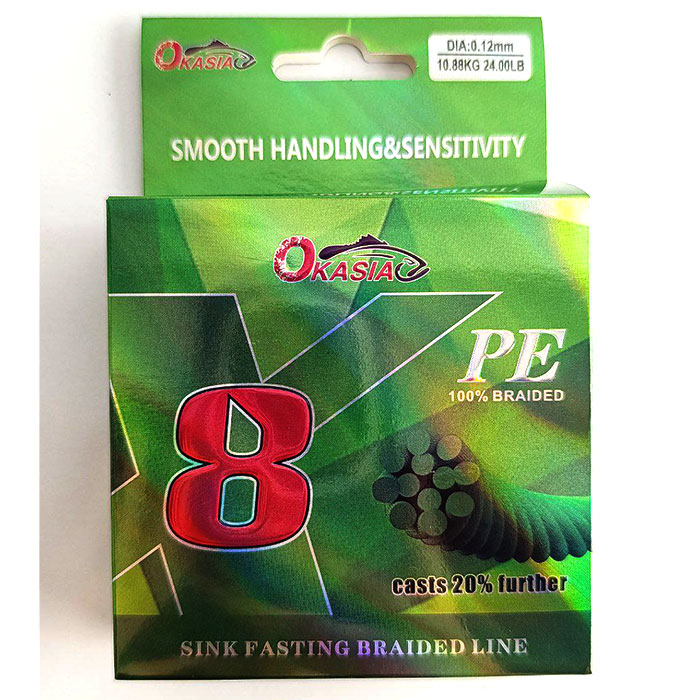 OKASIA
DIA:0.12mm
10.88KG 24.00LB
SMOOTH HANDLING&SENSITIVITY
OKASIA
X
8
PE
100% BRAIDED
casts 20% further
SINK FASTING BRAIDED LINE